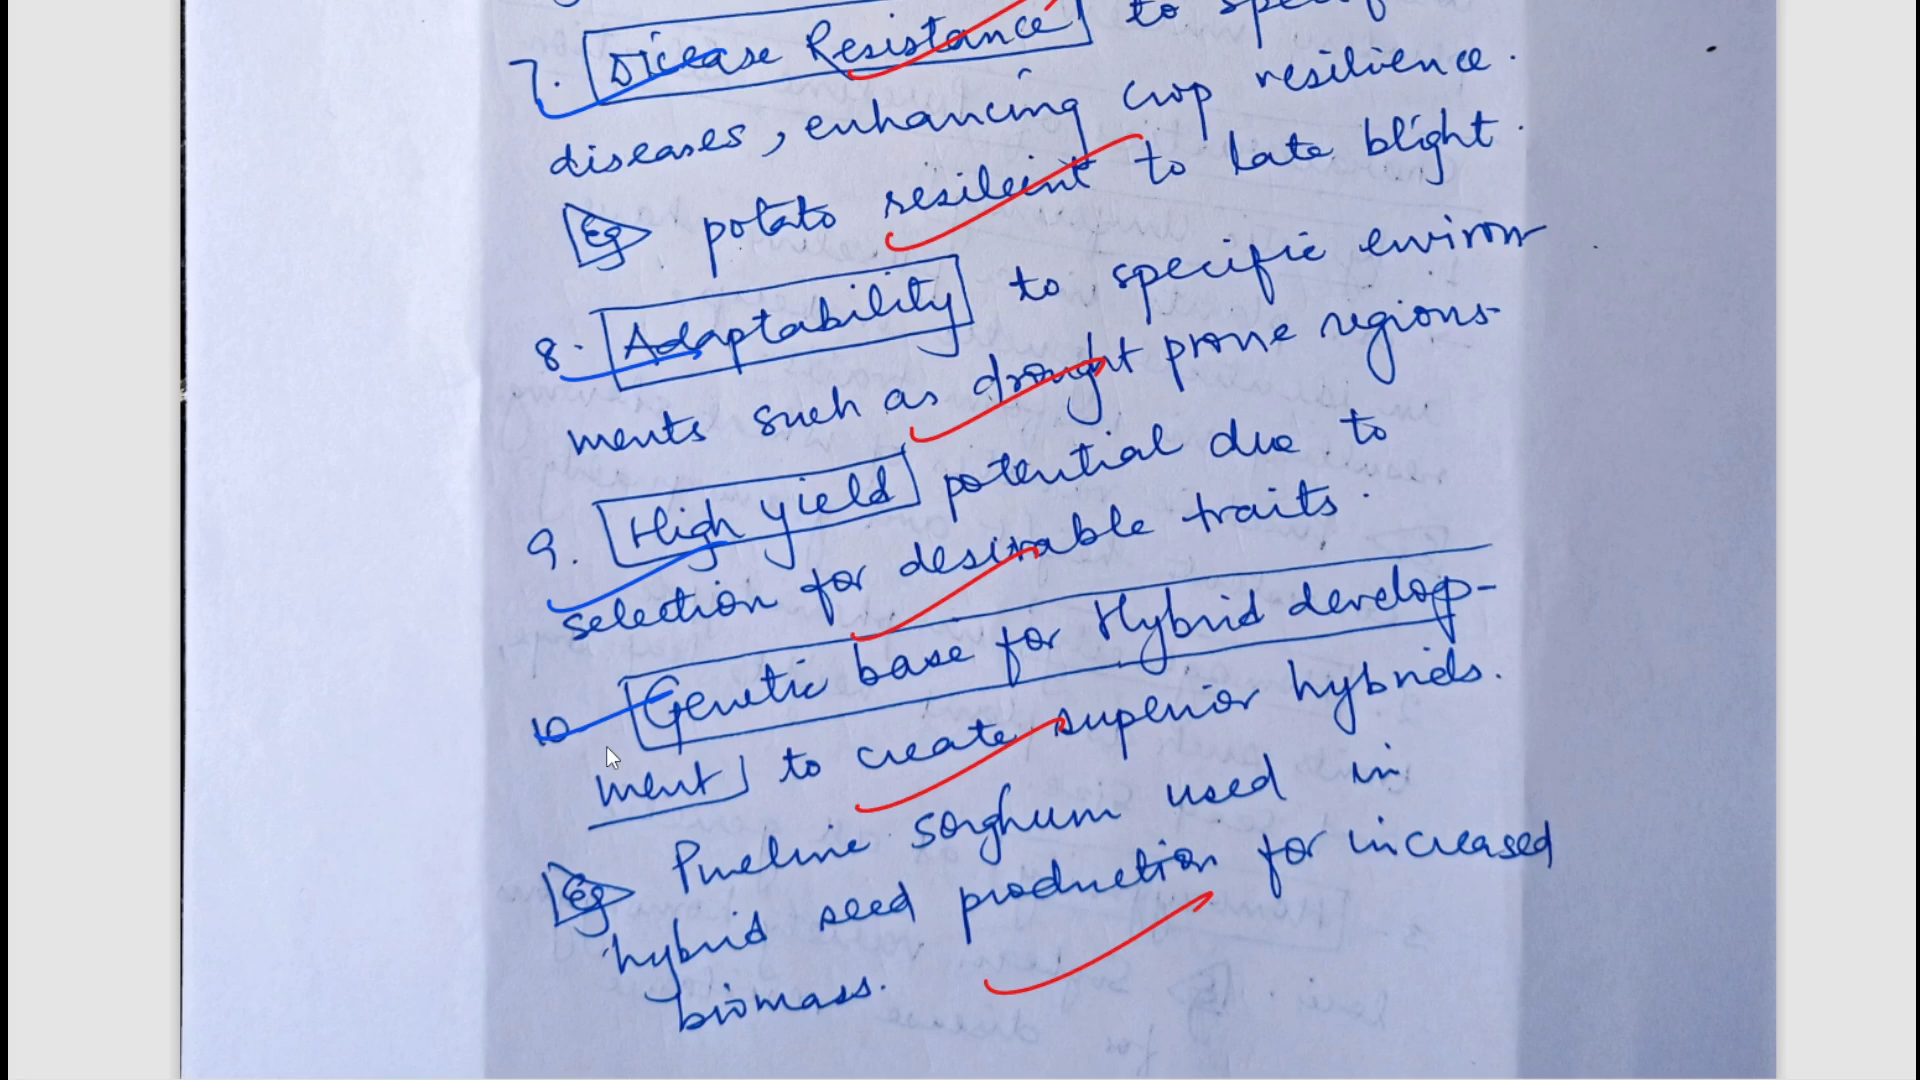 7. Disease Resistance to specif
diseases, enhancing crop resilience.
Eg potato resileint to late blight.
8. Adaptability to specific environ
ments such as drought prone regions.
9. High yield potential due to
selection for desirable traits.
10 Genetic base for Hybrid develop-
ment to create superior hybrids.
Eg Pureline sorghum used in
hybrid seed production for increased
biomass.